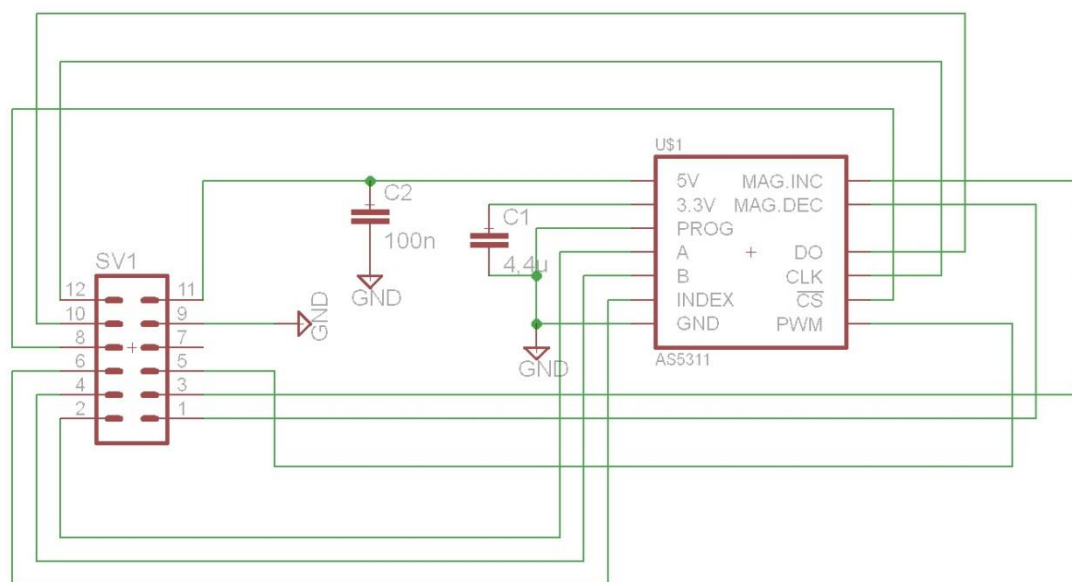 U$1
5V MAG.INC
3.3V MAG.DEC
PROG
A DO
B CLK
INDEX CS
GND PWM
AS5311
C2
100n
GND
C1
4,4u
GND
SV1
12 11
10 9
8 7
6 5
4 3
2 1
GND